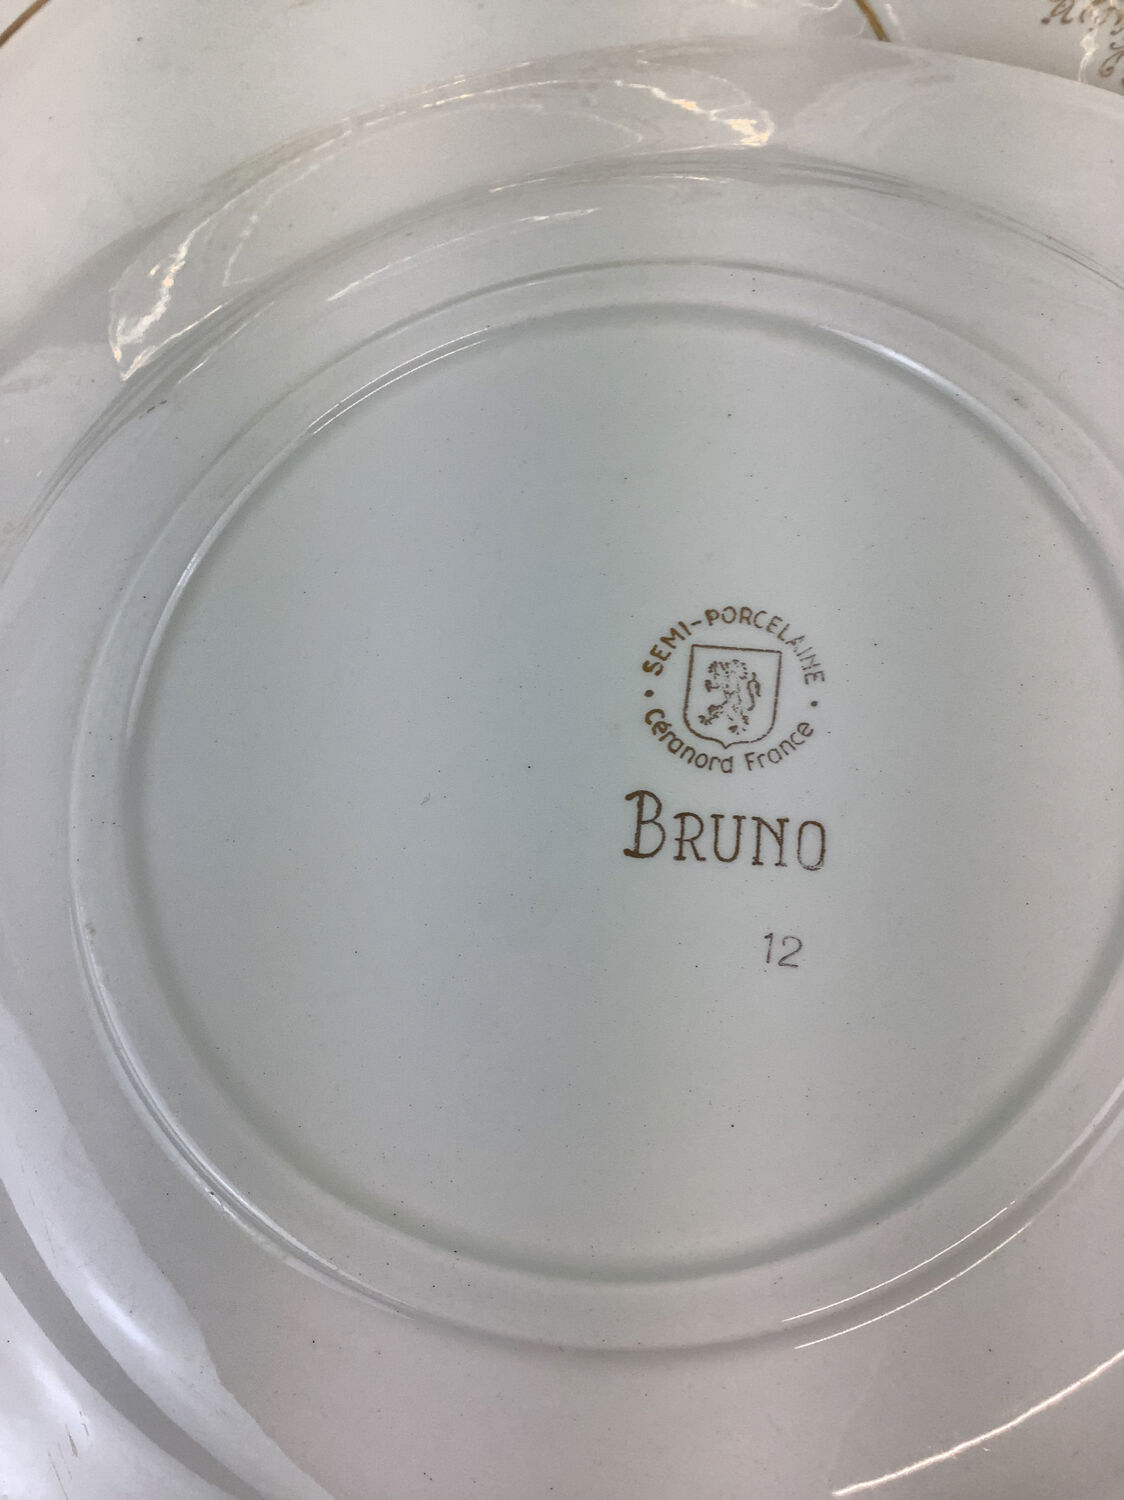 SEMI-PORCELAINE
Céranord France
BRUNO
12